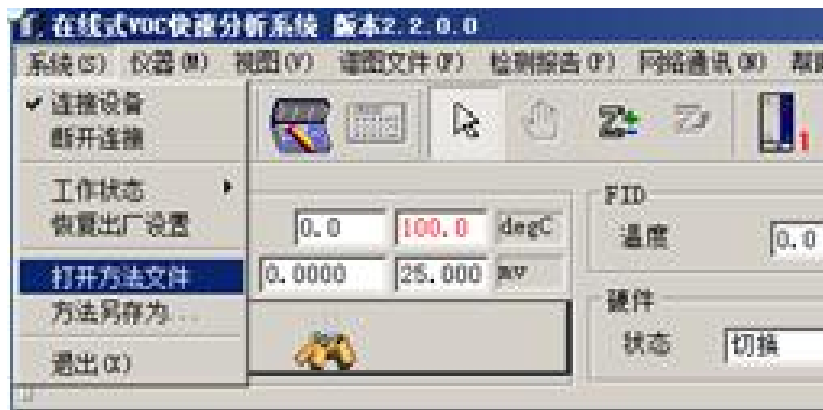 在线式VOC快速分析系统 版本2.2.0.0
系统(S) 仪器(M) 视图(V) 谱图文件(F) 检测报告(P) 网络通讯(N)
连接设备
断开连接
工作状态
恢复出厂设置
打开方法文件
方法另存为...
退出(X)
0.0 100.0 degC
0.0000 25.000 mv
Z± Z
1
FID
温度 0.0
硬件
状态 切换